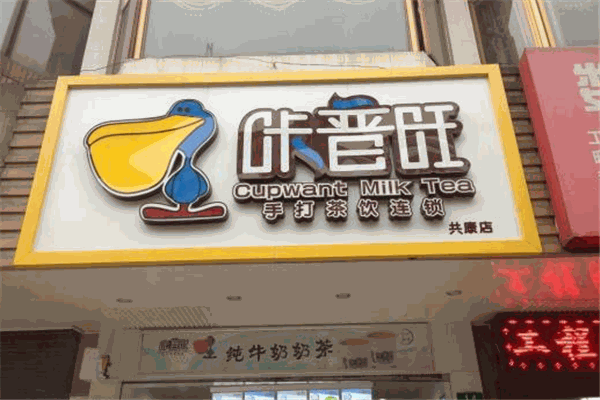 咔普旺
Cupwant Milk Tea
手打茶饮连锁
共康店
纯牛奶奶茶
工程